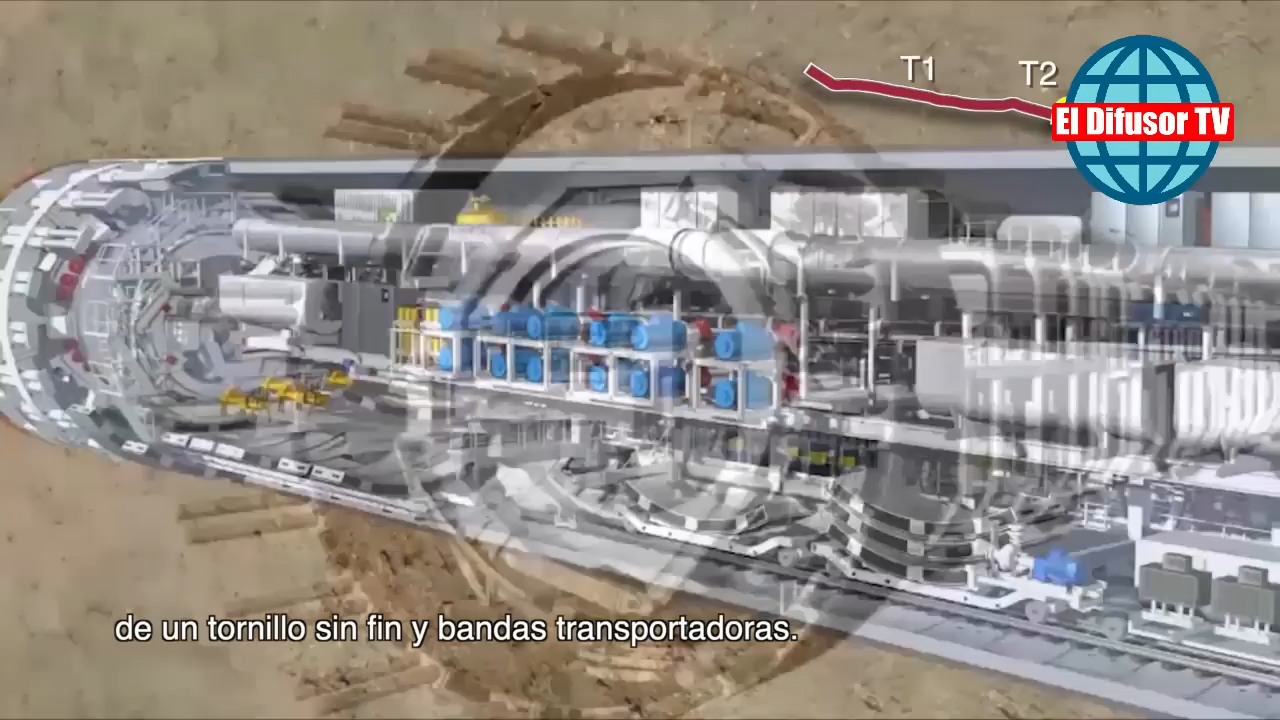 T1
T2
El Difusor TV
de un tornillo sin fin y bandas transportadoras.